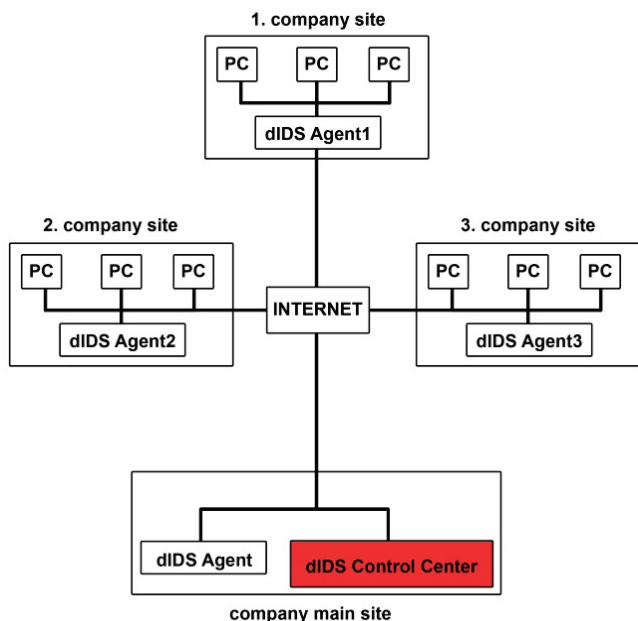 1. company site
PC PC PC
dIDS Agent1
2. company site
PC PC PC
dIDS Agent2
INTERNET
3. company site
PC PC PC
dIDS Agent3
dIDS Agent
dIDS Control Center
company main site